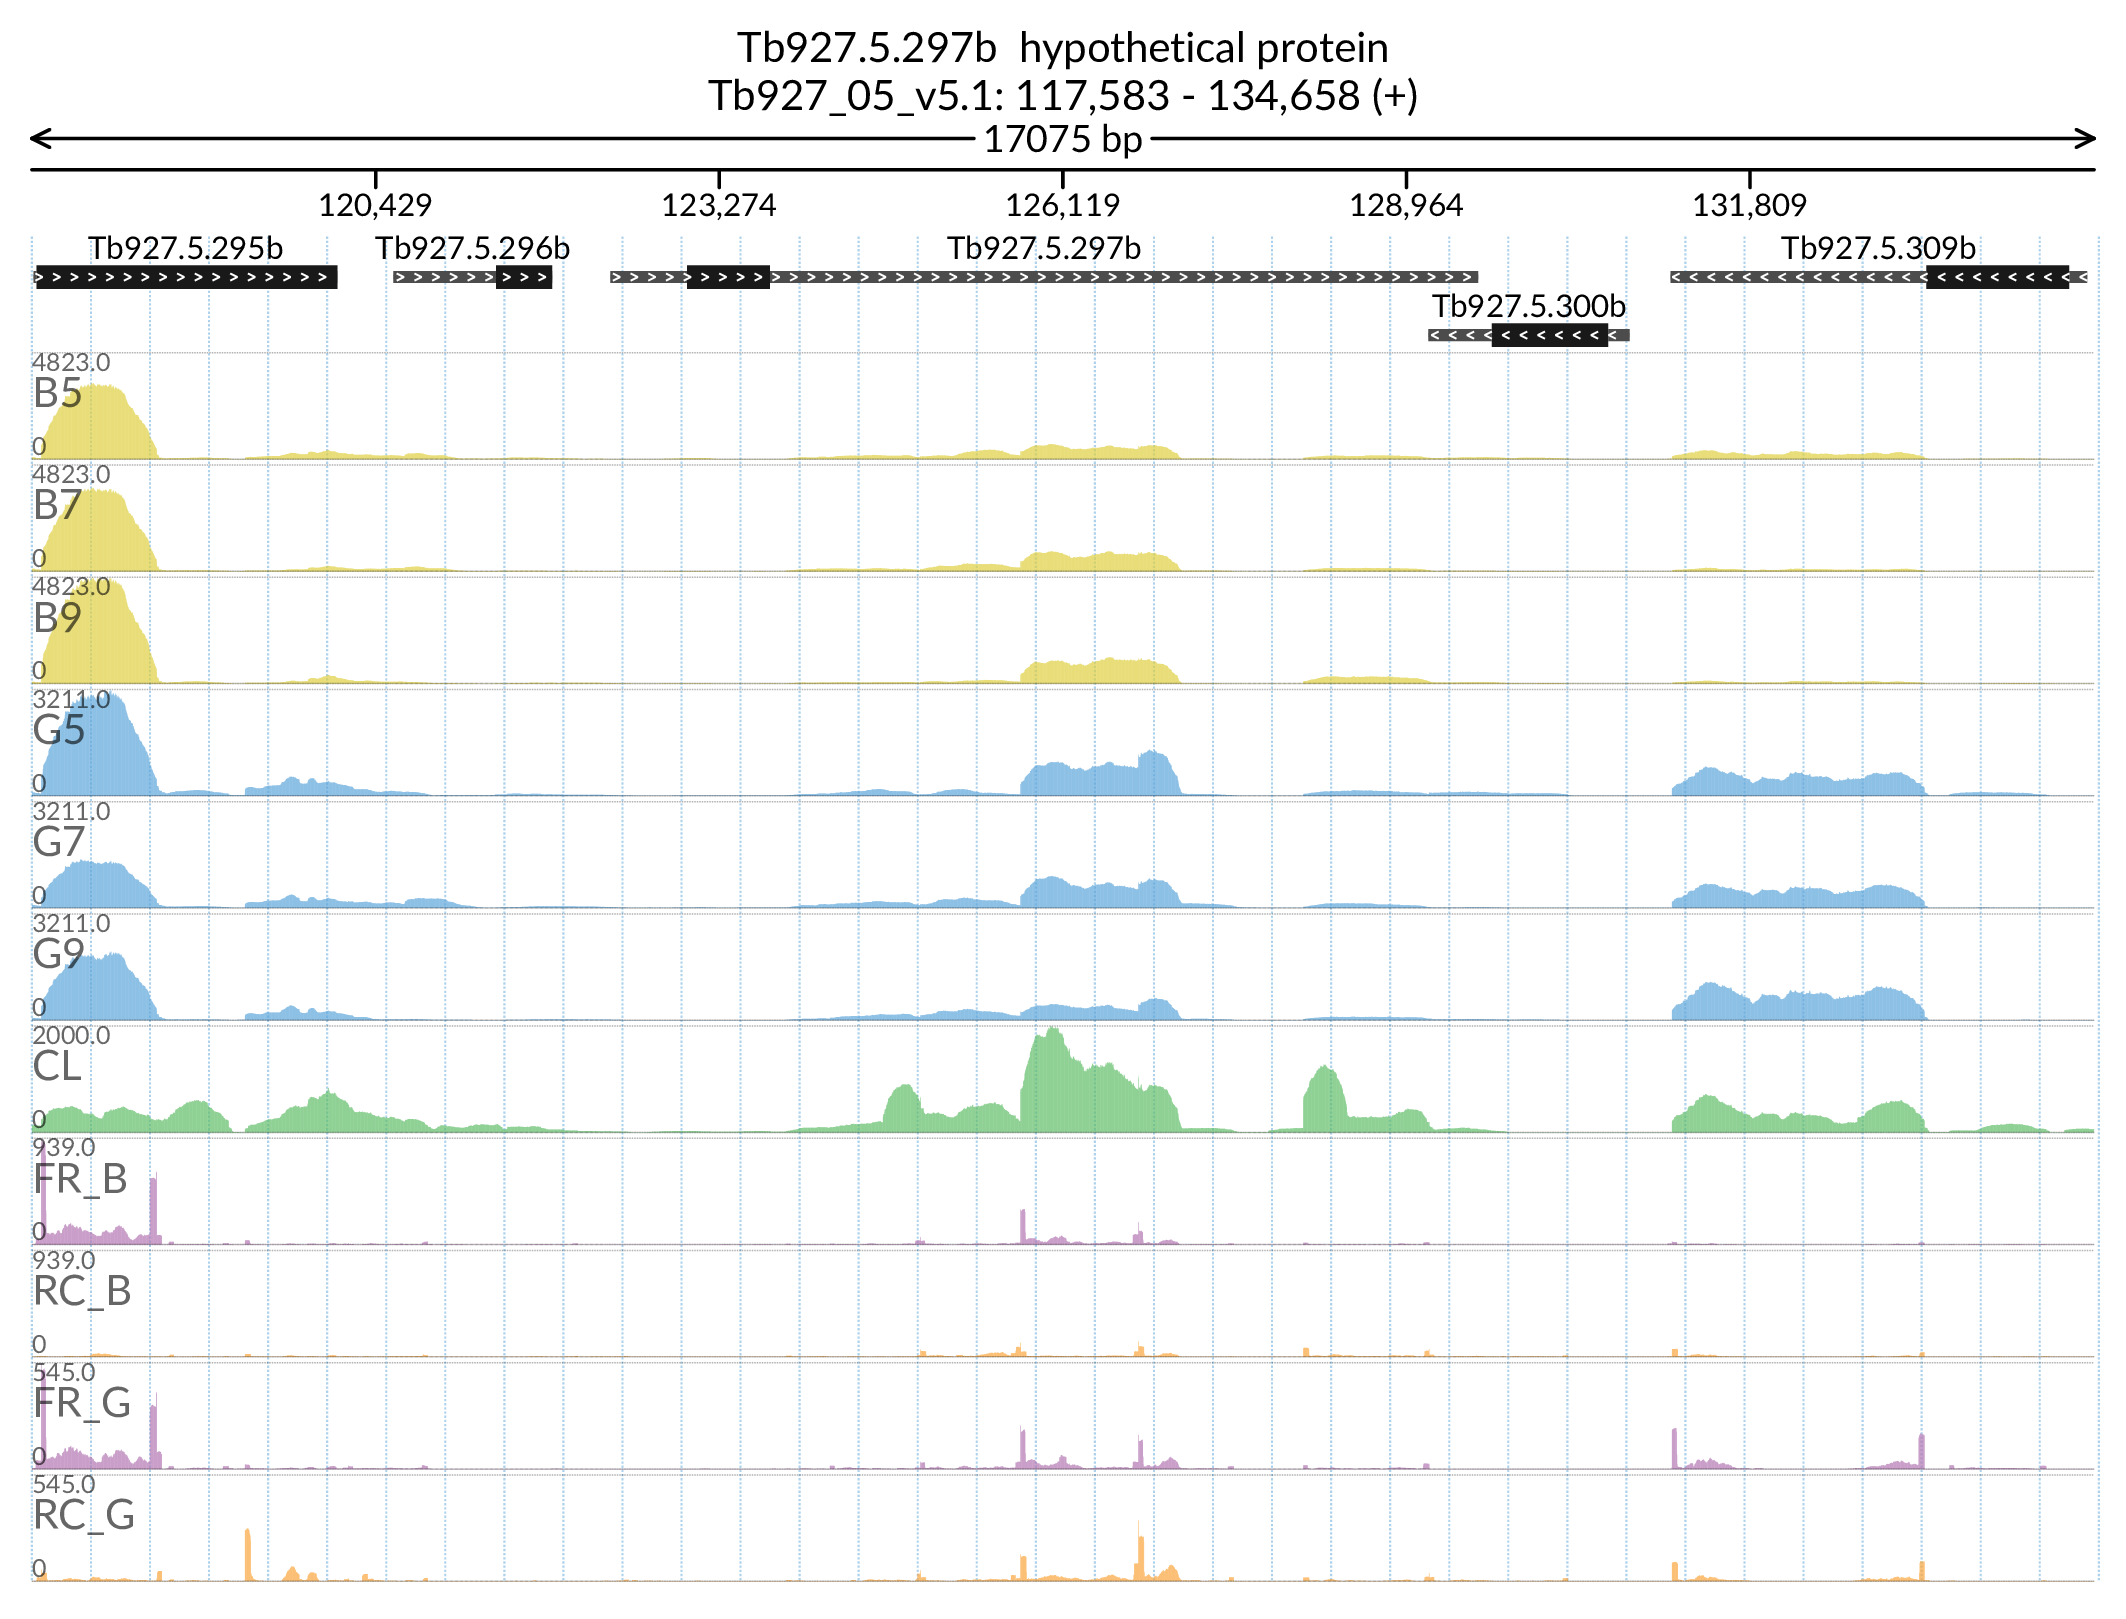 Tb927.5.297b  hypothetical protein
Tb927_05_v5.1: 117,583 - 134,658 (+)
17075 bp
120,429 123,274 126,119 128,964 131,809
Tb927.5.295b Tb927.5.296b Tb927.5.297b Tb927.5.309b
Tb927.5.300b
4823.0
B5
0
4823.0
B7
0
4823.0
B9
0
3211.0
G5
0
3211.0
G7
0
3211.0
G9
0
2000.0
CL
0
939.0
FR_B
0
939.0
RC_B
0
545.0
FR_G
0
545.0
RC_G
0